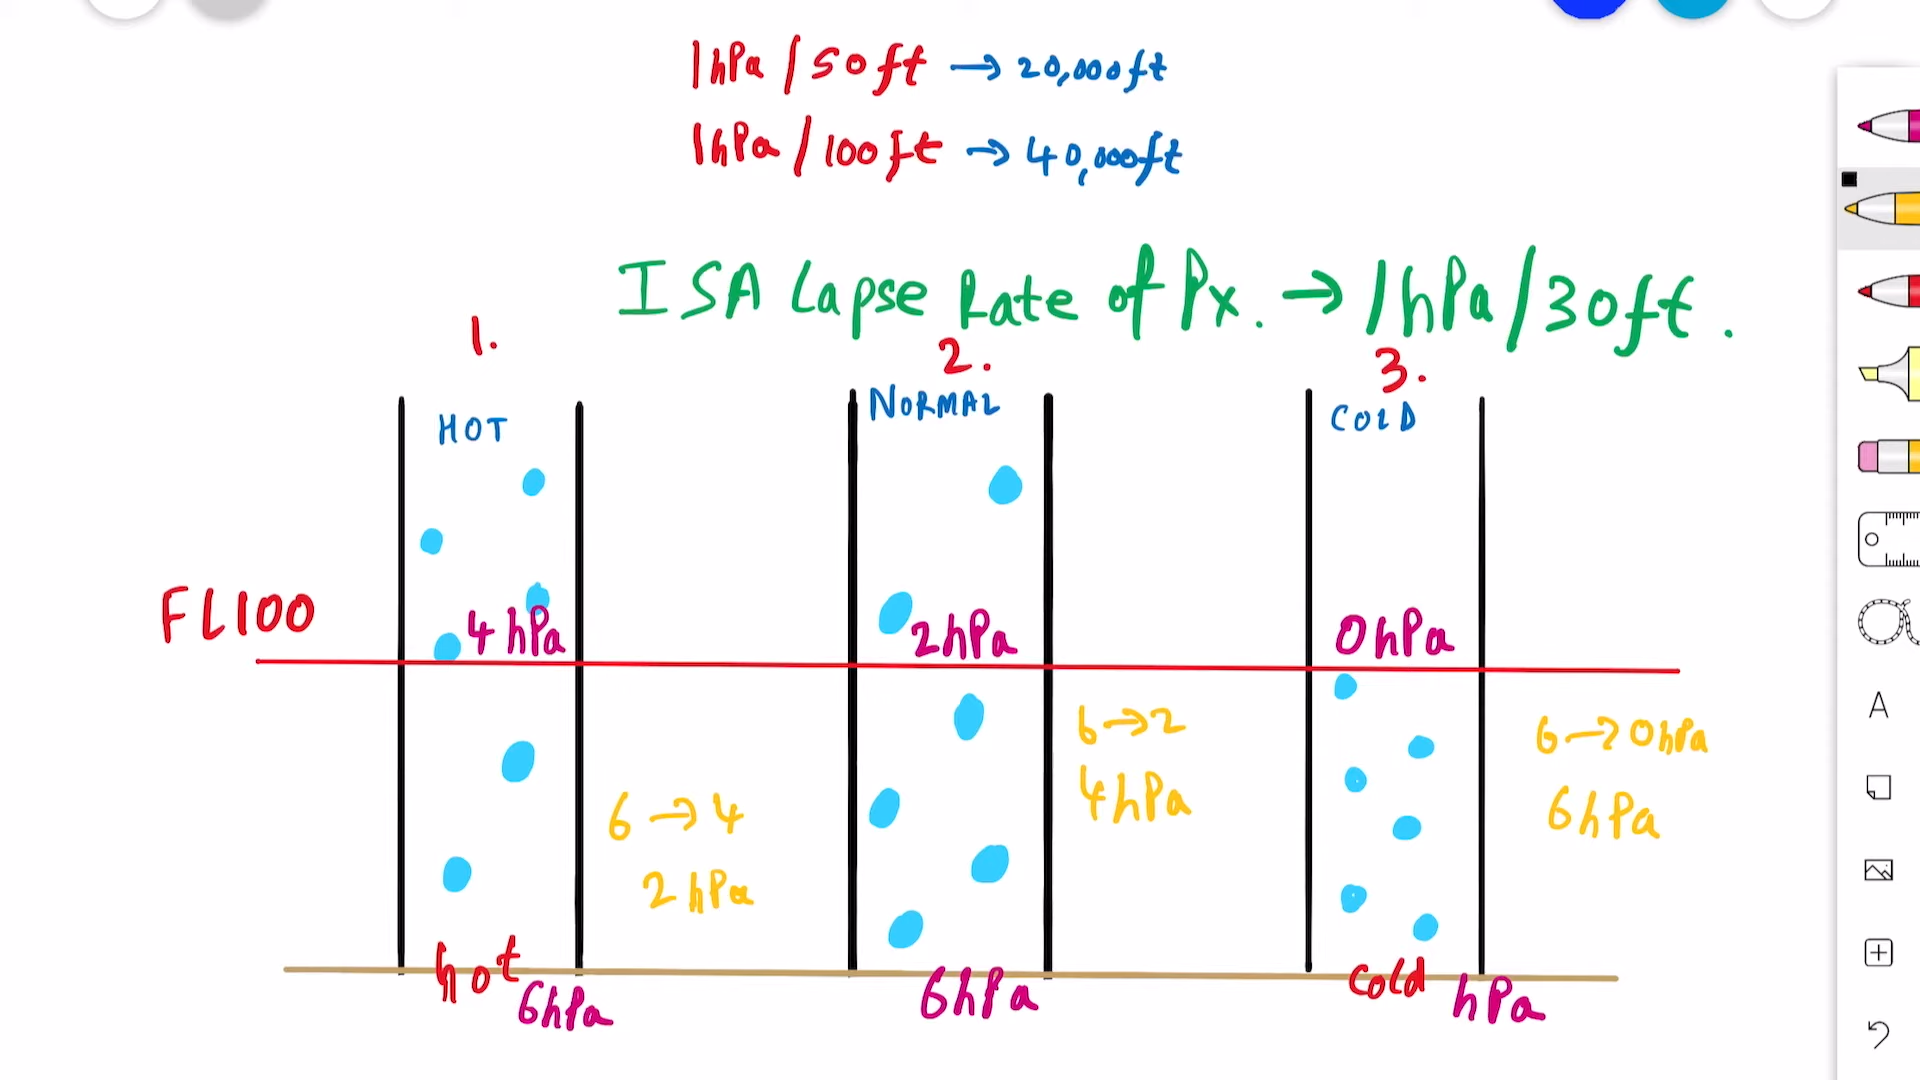 1hPa/50ft → 20,000ft
1hPa/100ft → 40,000ft
ISA Lapse Rate of Px. → 1hPa/30ft.
1.
2.
3.
HOT
NORMAL
COLD
FL100
4hPa
2hPa
0hPa
6→2
4hPa
6→0hPa
6hPa
6→4
2hPa
hot
6hPa
6hPa
cold
hPa
A